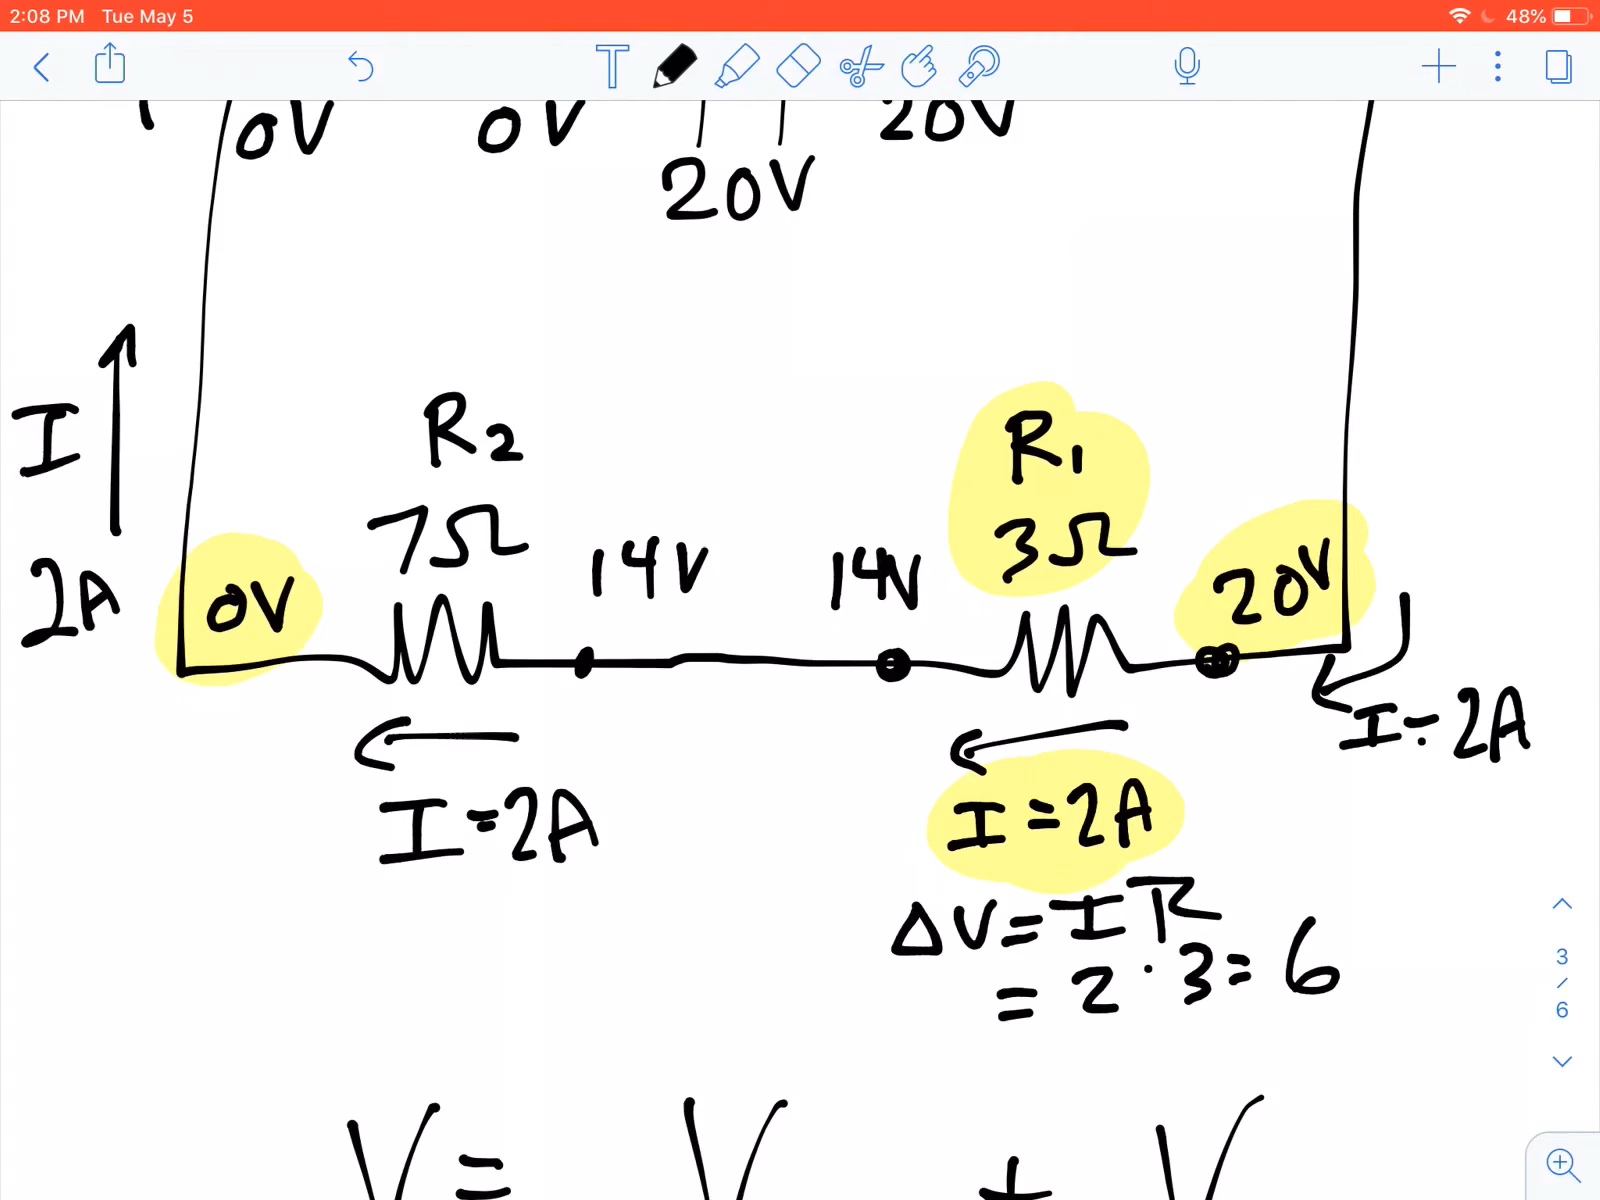 2:08 PM Tue May 5
48%
T
0V 0V 20V
20V
I
2A
R2
7Ω
R1
3Ω
0V
14V
14V
20V
I=2A
I=2A
I=2A
ΔV=IR
= 2·3= 6
3
/
6
V= V + V